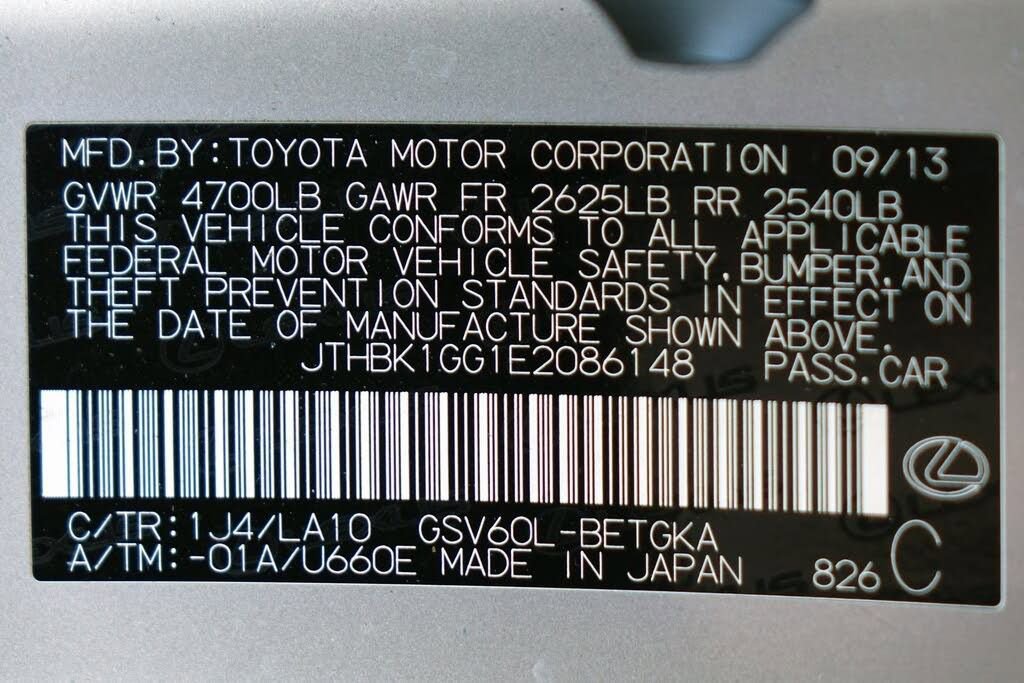 MFD. BY: TOYOTA MOTOR CORPORATION 09/13
GVWR 4700LB GAWR FR 2625LB RR 2540LB
THIS VEHICLE CONFORMS TO ALL APPLICABLE
FEDERAL MOTOR VEHICLE SAFETY, BUMPER, AND
THEFT PREVENTION STANDARDS IN EFFECT ON
THE DATE OF MANUFACTURE SHOWN ABOVE.
JTHBK1GG1E2086148 PASS. CAR
C/TR: 1J4/LA10 GSV60L-BETGKA
A/TM: -01A/U660E MADE IN JAPAN 826 C